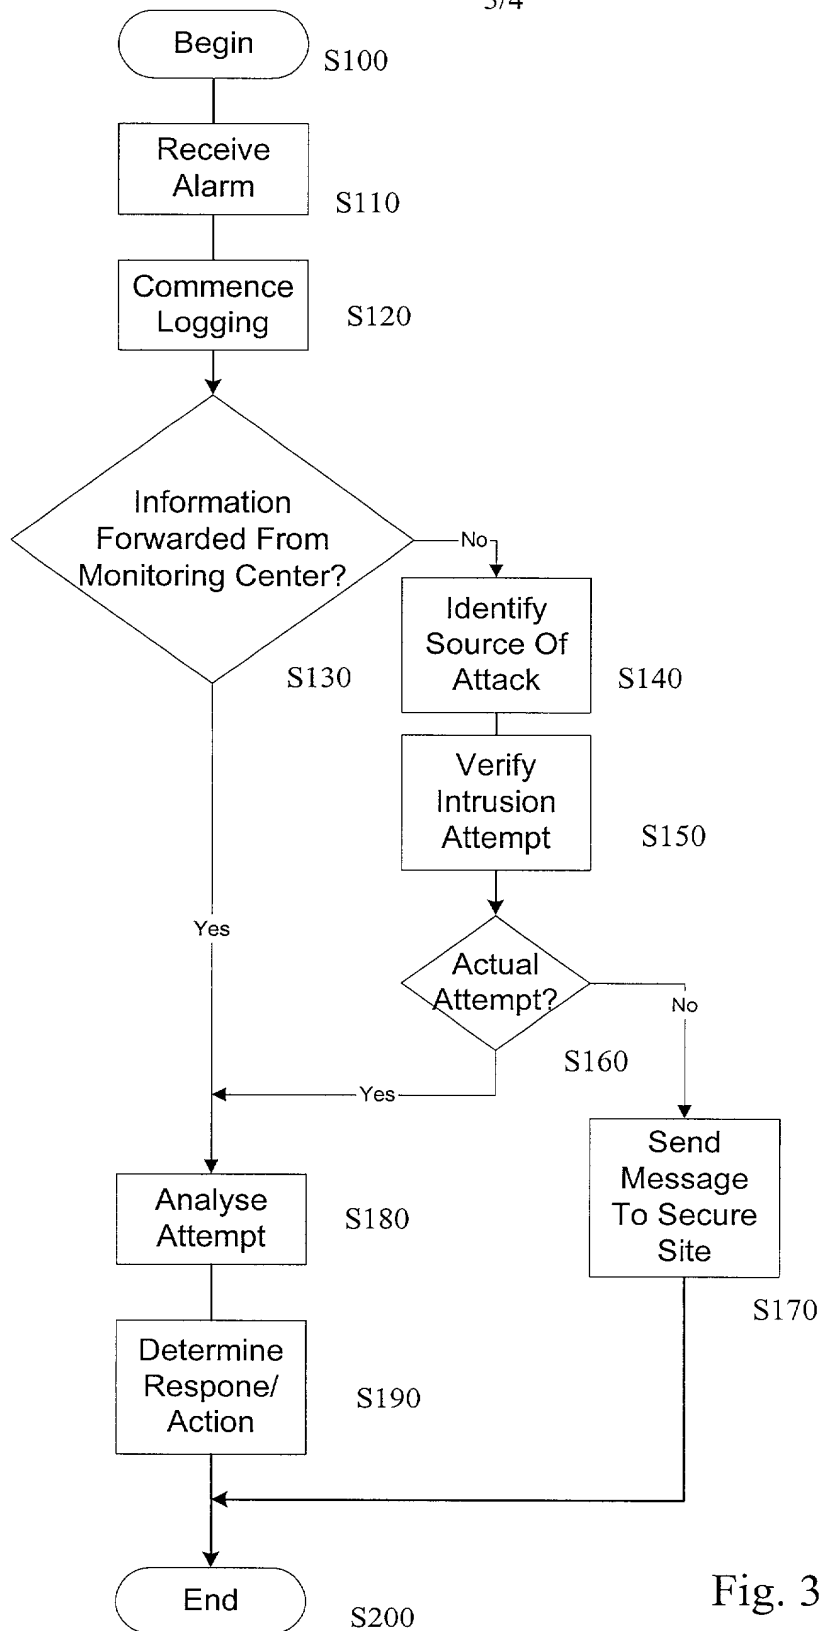 3/4
Begin
S100
Receive
Alarm
S110
Commence
Logging
S120
Information
Forwarded From
Monitoring Center?
No
S130
Identify
Source Of
Attack
S140
Verify
Intrusion
Attempt
S150
Yes
Actual
Attempt?
No
S160
Yes
Send
Message
To Secure
Site
S170
Analyse
Attempt
S180
Determine
Respone/
Action
S190
End
S200
Fig. 3